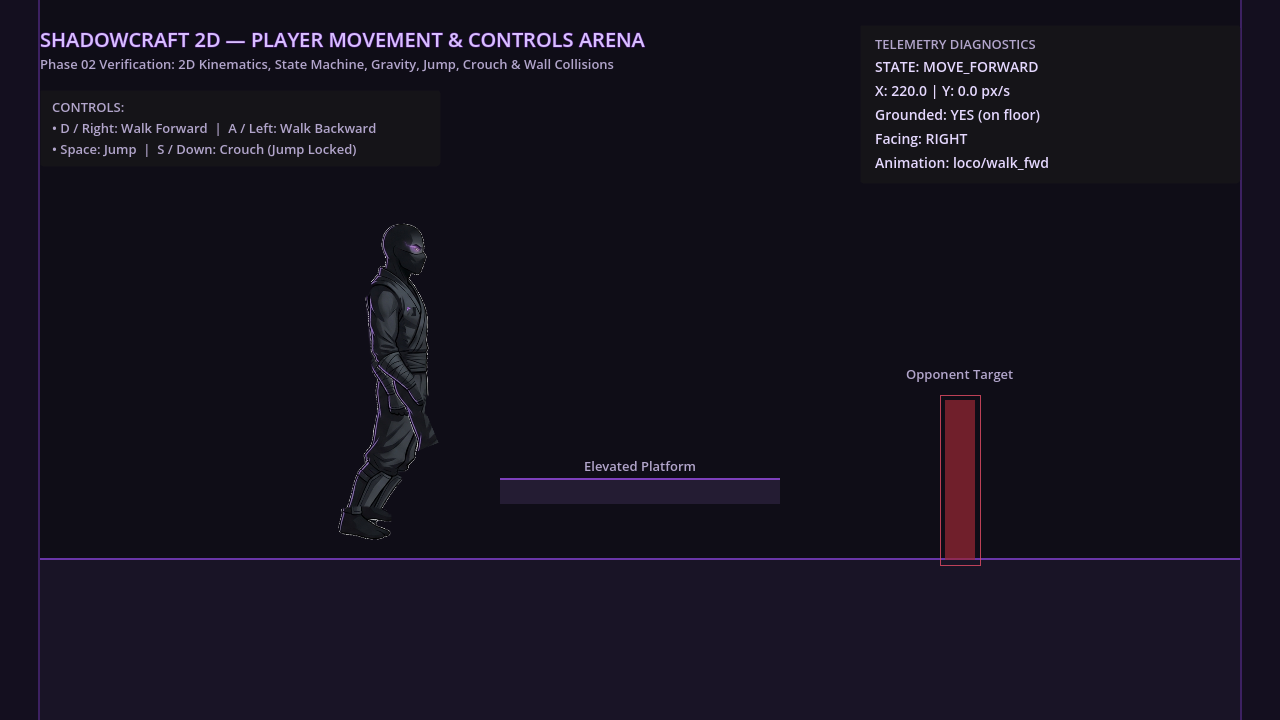 SHADOWCRAFT 2D — PLAYER MOVEMENT & CONTROLS ARENA
Phase 02 Verification: 2D Kinematics, State Machine, Gravity, Jump, Crouch & Wall Collisions
CONTROLS:
• D / Right: Walk Forward | A / Left: Walk Backward
• Space: Jump | S / Down: Crouch (Jump Locked)
TELEMETRY DIAGNOSTICS
STATE: MOVE_FORWARD
X: 220.0 | Y: 0.0 px/s
Grounded: YES (on floor)
Facing: RIGHT
Animation: loco/walk_fwd
Opponent Target
Elevated Platform